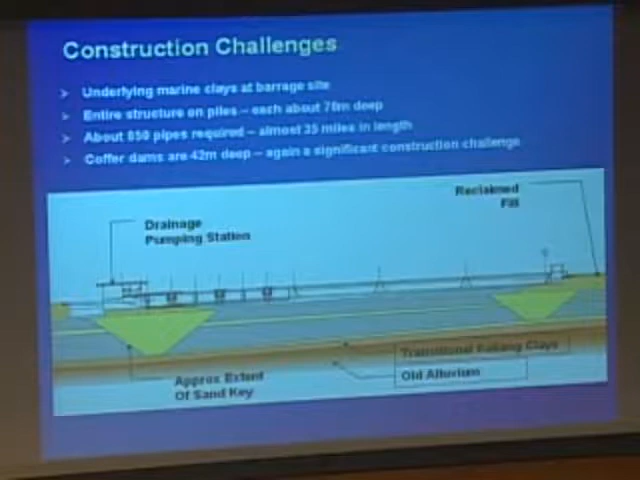 Construction Challenges
Underlying marine clays at barrage site
Entire structure on piles – each about 76m deep
About 850 pipes required – almost 35 miles in length
Coffer dams are 42m deep – again a significant construction challenge
Reclaimed
Fill
Drainage
Pumping Station
Transitional Kallang Clays
Old Alluvium
Approx Extent
Of Sand Key